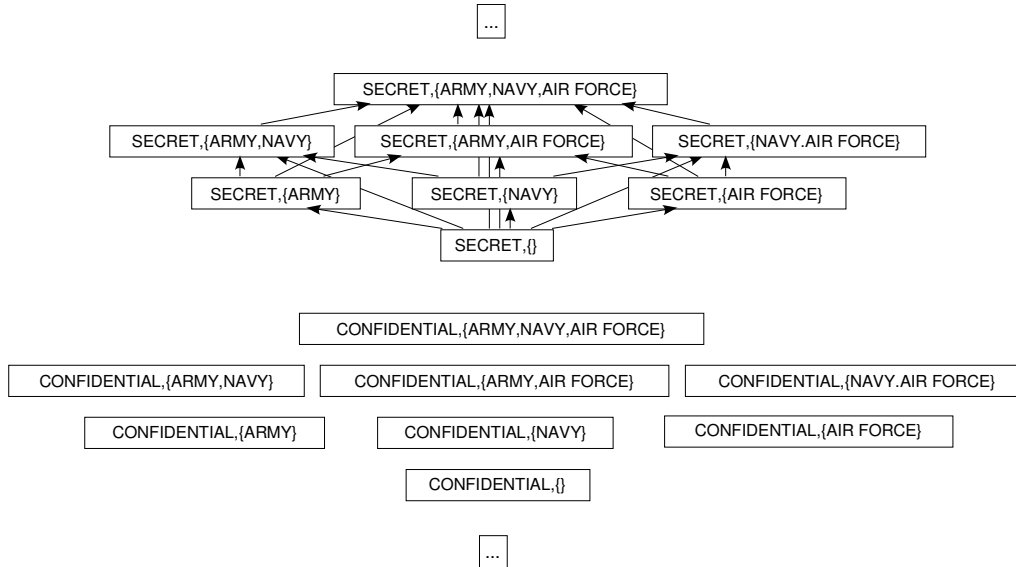 ...
SECRET,{ARMY,NAVY,AIR FORCE}
SECRET,{ARMY,NAVY}
SECRET,{ARMY,AIR FORCE}
SECRET,{NAVY.AIR FORCE}
SECRET,{ARMY}
SECRET,{NAVY}
SECRET,{AIR FORCE}
SECRET,{}
CONFIDENTIAL,{ARMY,NAVY,AIR FORCE}
CONFIDENTIAL,{ARMY,NAVY}
CONFIDENTIAL,{ARMY,AIR FORCE}
CONFIDENTIAL,{NAVY.AIR FORCE}
CONFIDENTIAL,{ARMY}
CONFIDENTIAL,{NAVY}
CONFIDENTIAL,{AIR FORCE}
CONFIDENTIAL,{}
...